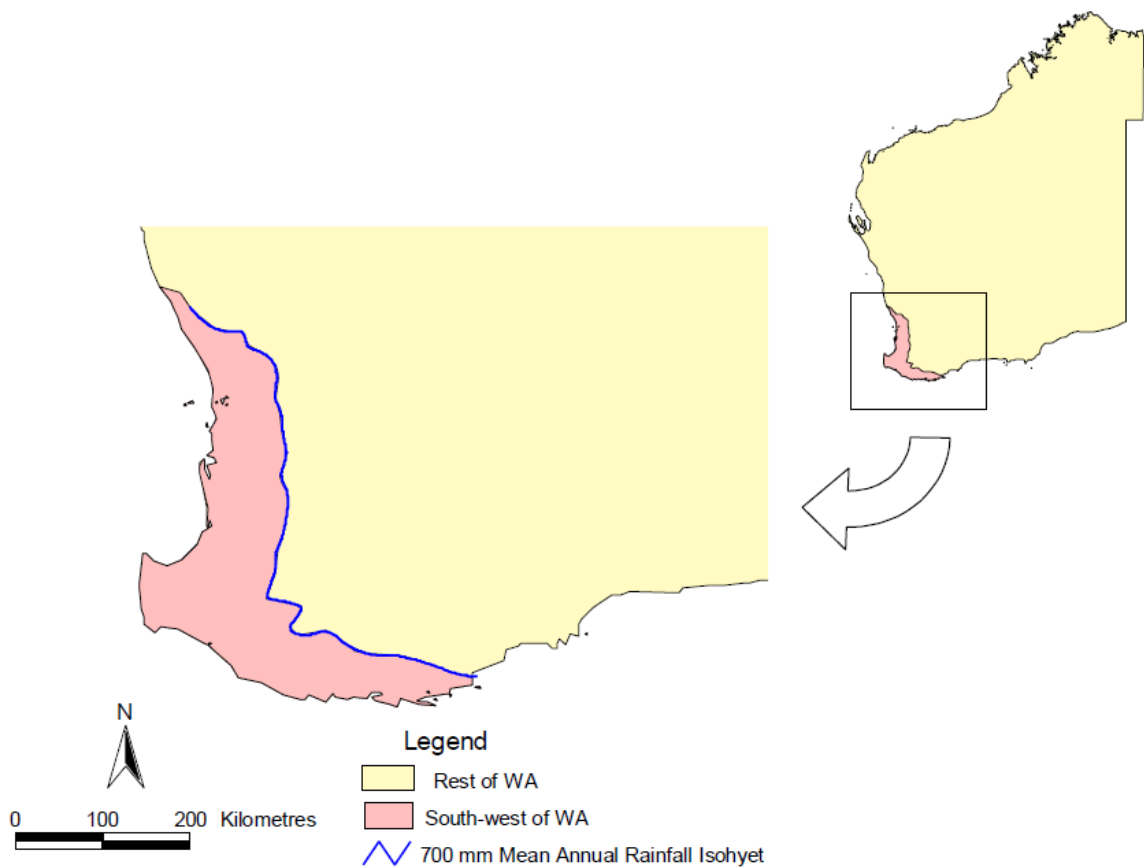 N
0 100 200 Kilometres
Legend
Rest of WA
South-west of WA
700 mm Mean Annual Rainfall Isohyet